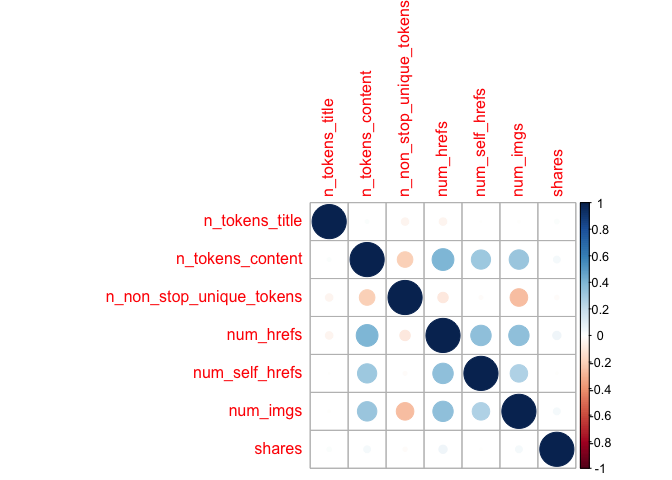 n_tokens_title
n_tokens_content
n_non_stop_unique_tokens
num_hrefs
num_self_hrefs
num_imgs
shares
n_tokens_title
n_tokens_content
n_non_stop_unique_tokens
num_hrefs
num_self_hrefs
num_imgs
shares
1
0.8
0.6
0.4
0.2
0
-0.2
-0.4
-0.6
-0.8
-1